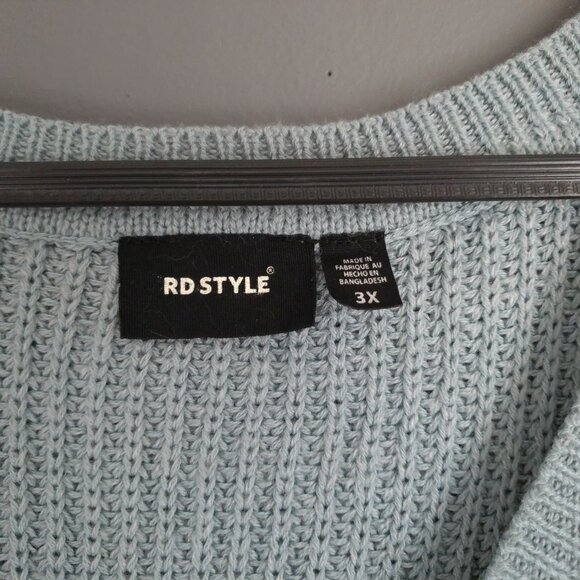 RD STYLE®
MADE IN
FABRIQUE AU
HECHO EN
BANGLADESH
3X